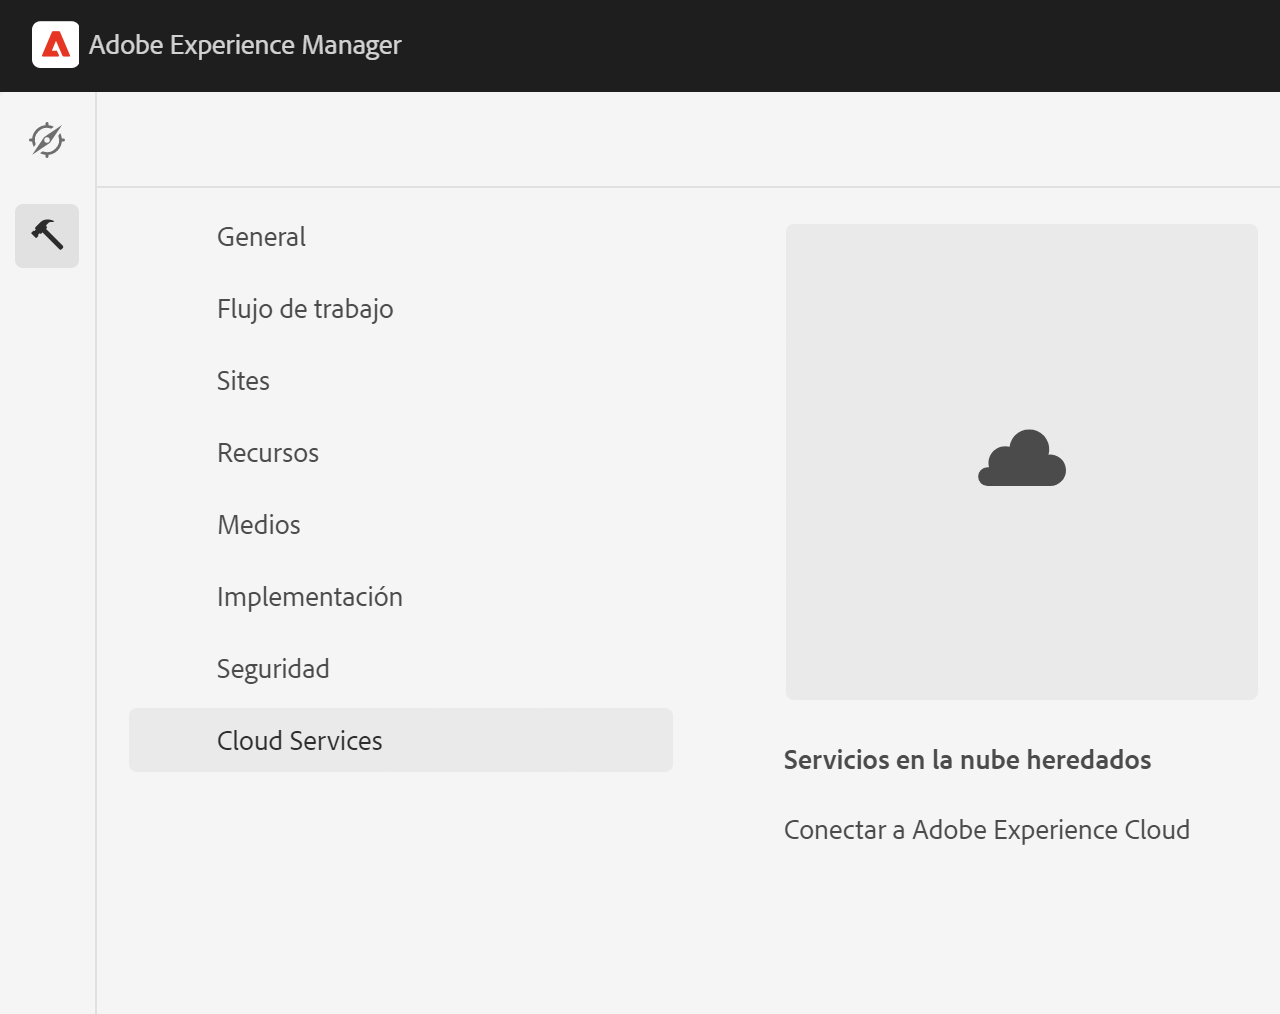 Adobe Experience Manager
General
Flujo de trabajo
Sites
Recursos
Medios
Implementación
Seguridad
Cloud Services
Servicios en la nube heredados
Conectar a Adobe Experience Cloud